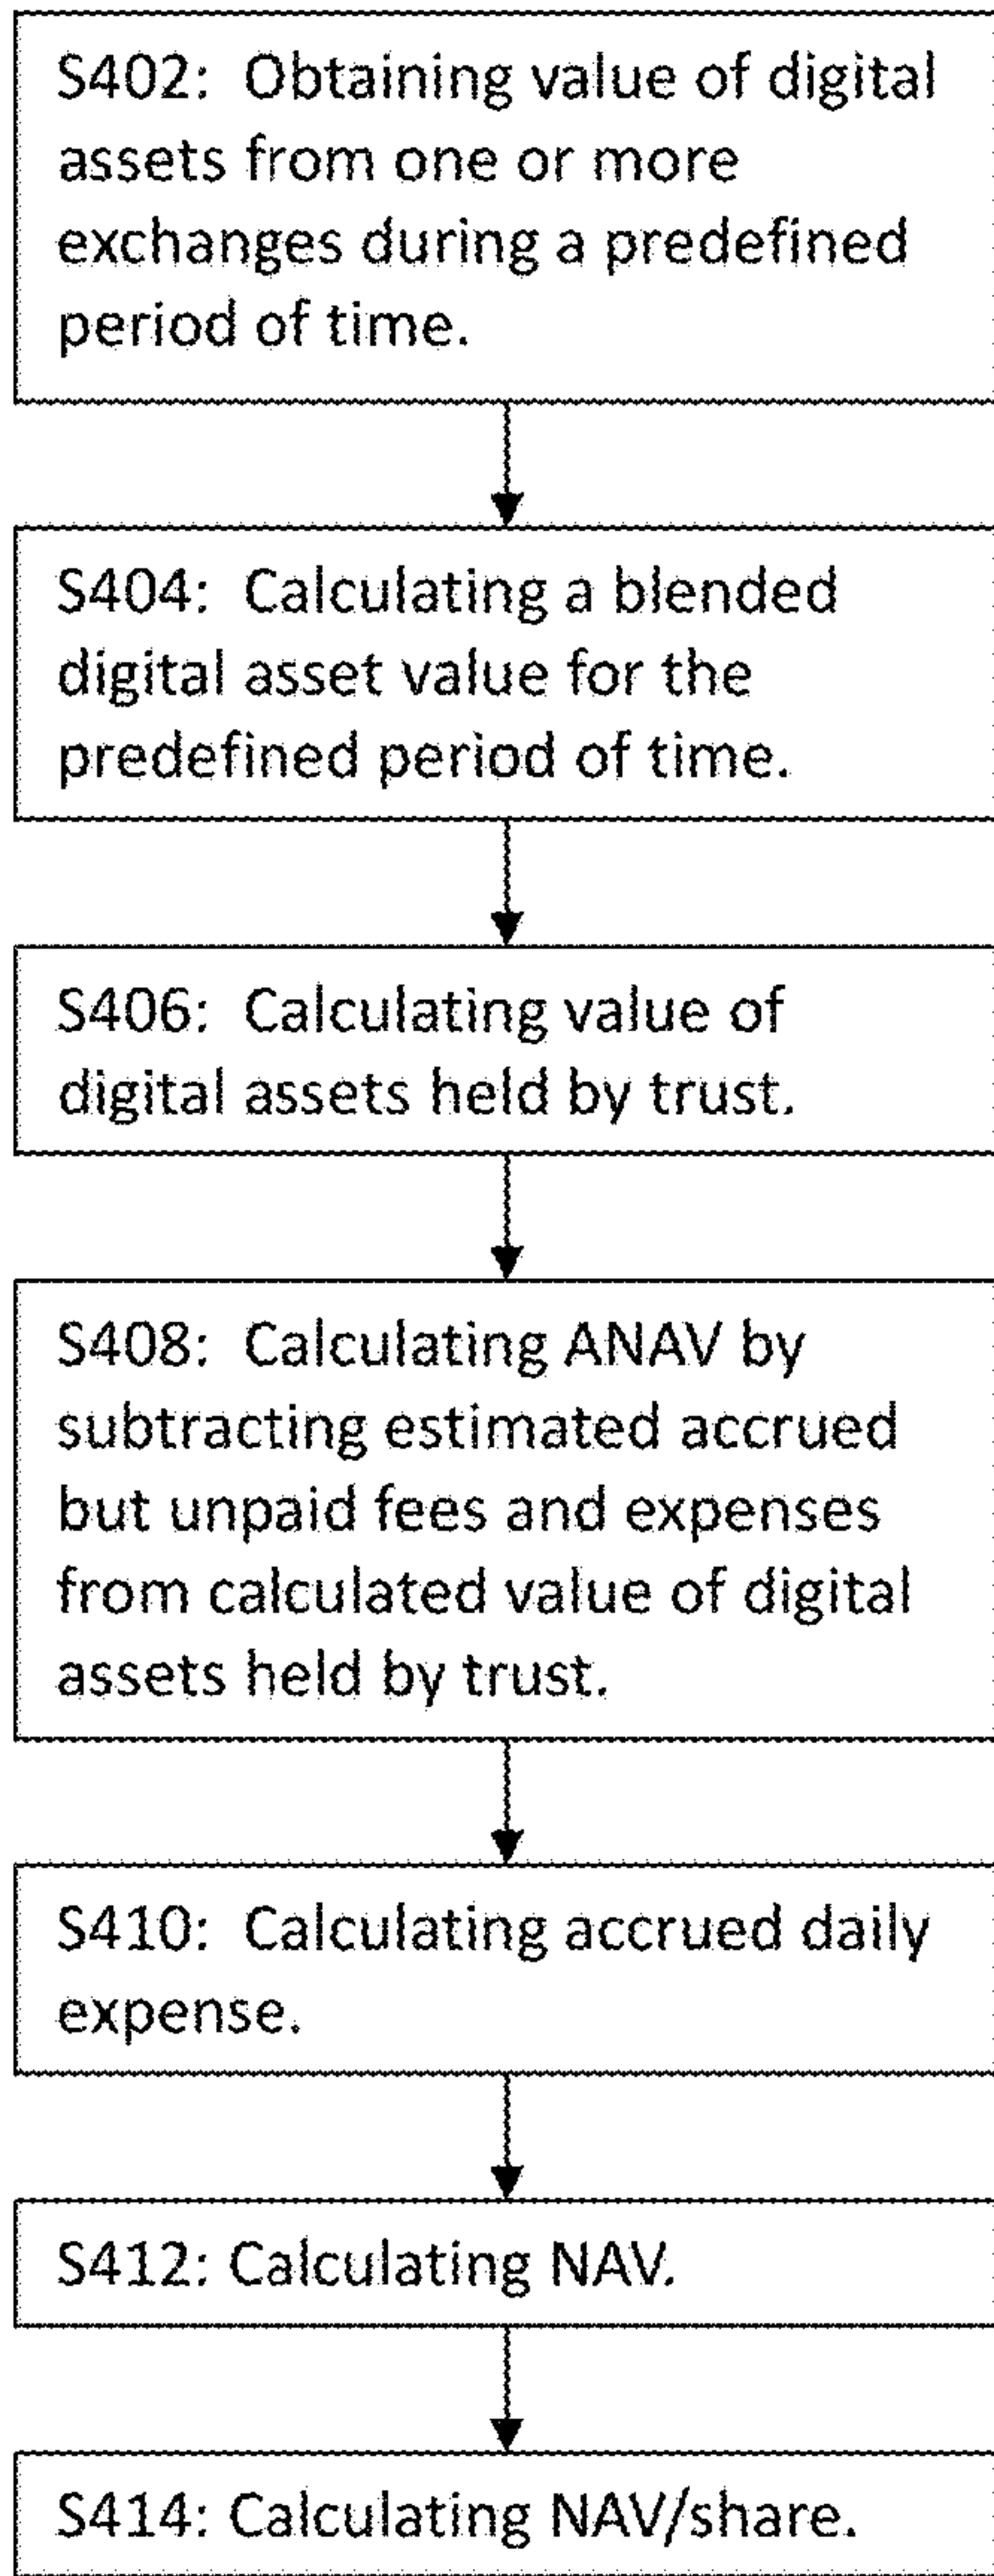 S402:  Obtaining value of digital
assets from one or more
exchanges during a predefined
period of time.
S404:  Calculating a blended
digital asset value for the
predefined period of time.
S406:  Calculating value of
digital assets held by trust.
S408:  Calculating ANAV by
subtracting estimated accrued
but unpaid fees and expenses
from calculated value of digital
assets held by trust.
S410:  Calculating accrued daily
expense.
S412: Calculating NAV.
S414: Calculating NAV/share.